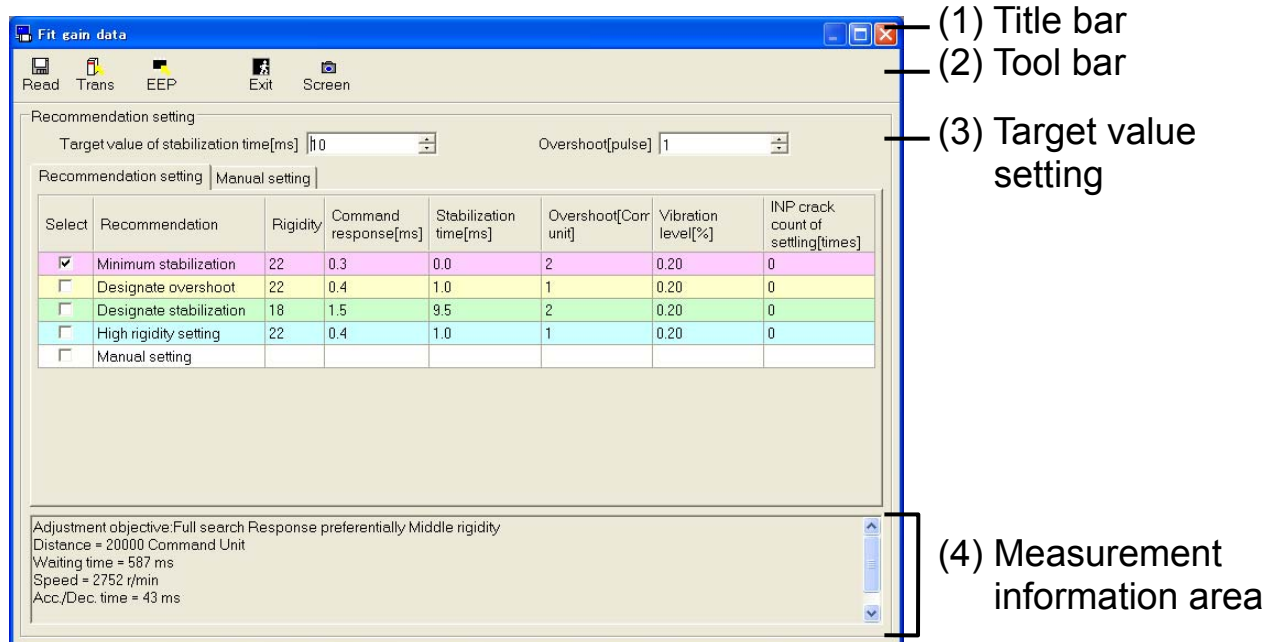 Fit gain data
(1) Title bar
Read Trans EEP Exit Screen
(2) Tool bar
Recommendation setting
Target value of stabilization time[ms] 10 Overshoot[pulse] 1
(3) Target value
setting
Recommendation setting Manual setting
Select Recommendation Rigidity Command response[ms] Stabilization time[ms] Overshoot[Com unit] Vibration level[%] INP crack count of settling[times]
Minimum stabilization 22 0.3 0.0 2 0.20 0
Designate overshoot 22 0.4 1.0 1 0.20 0
Designate stabilization 18 1.5 9.5 2 0.20 0
High rigidity setting 22 0.4 1.0 1 0.20 0
Manual setting
Adjustment objective:Full search Response preferentially Middle rigidity
Distance = 20000 Command Unit
Waiting time = 587 ms
Speed = 2752 r/min
Acc./Dec. time = 43 ms
(4) Measurement
information area